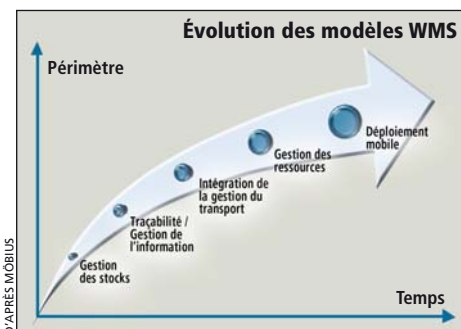 Évolution des modèles WMS
Périmètre
Déploiement
mobile
Gestion des
ressources
Intégration de
la gestion du
transport
Traçabilité /
Gestion de
l'information
Gestion
des stocks
Temps
D'APRÈS MÖBIUS